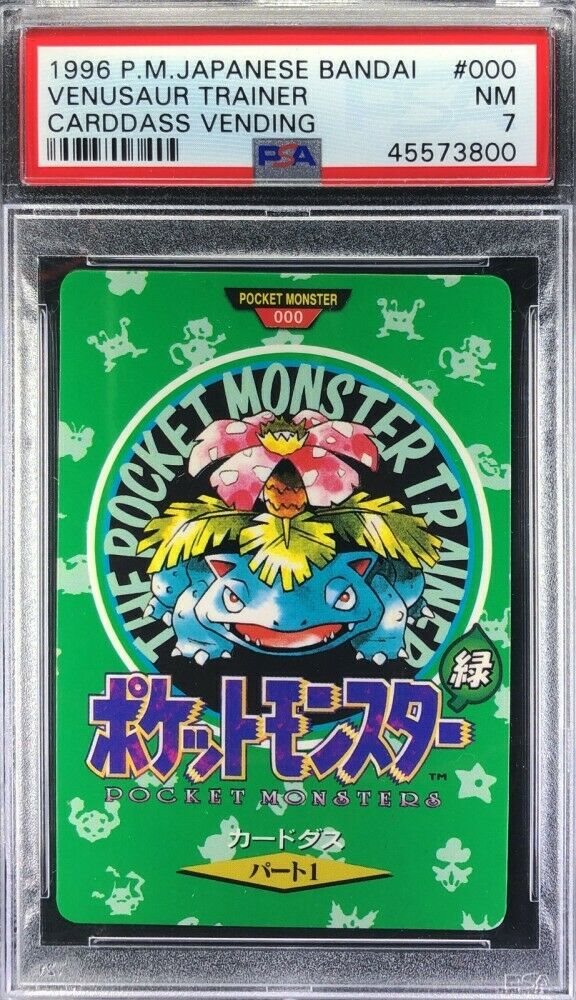 1996 P.M.JAPANESE BANDAI #000
VENUSAUR TRAINER NM
CARDDASS VENDING 7
PSA 45573800
POCKET MONSTER
000
THE POCKET MONSTER TRAINER
緑
ポケットモンスター
TM
POCKET MONSTERS
カードダス
パート1